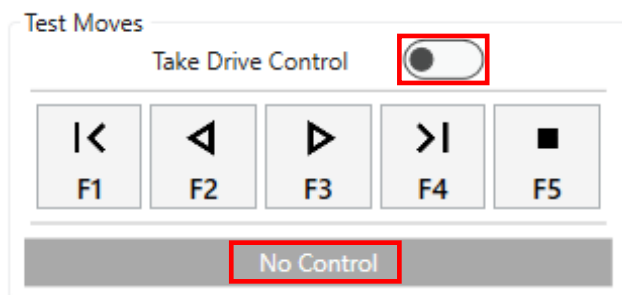 Test Moves
Take Drive Control
F1 F2 F3 F4 F5
No Control